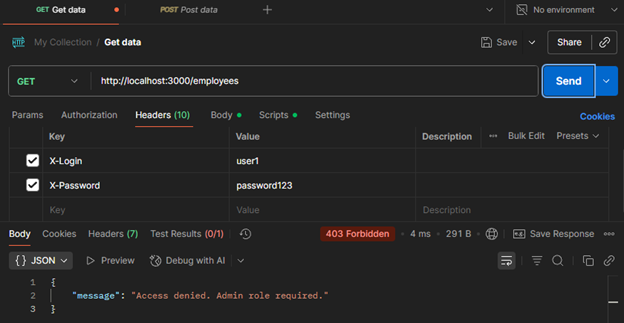 GET Get data POST Post data + No environment
HTTP My Collection / Get data Save Share
GET http://localhost:3000/employees Send
Params Authorization Headers (10) Body Scripts Settings Cookies
Key Value Description ••• Bulk Edit Presets
X-Login user1
X-Password password123
Key Value Description
Body Cookies Headers (7) Test Results (0/1) 403 Forbidden • 4 ms • 291 B Save Response •••
{} JSON Preview Debug with AI
1 {
2 "message": "Access denied. Admin role required."
3 }